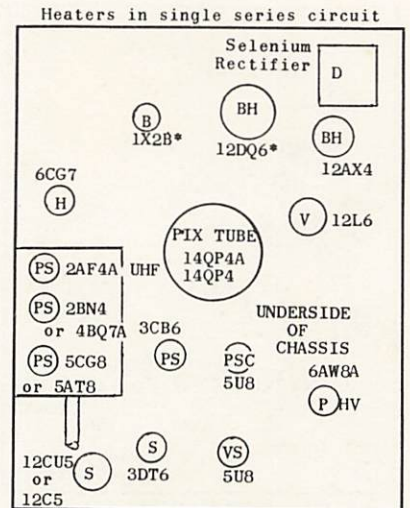 Heaters in single series circuit
Selenium
Rectifier
D
B
1X2B*
BH
12DQ6*
BH
12AX4
6CG7
H
V 12L6
PIX TUBE
14QP4A
14QP4
PS 2AF4A UHF
PS 2BN4
or 4BQ7A
PS 5CG8
or 5AT8
3CB6
PS
PSC
5U8
UNDERSIDE
OF
CHASSIS
6AW8A
P HV
12CU5
or
12C5
S
S
3DT6
VS
5U8